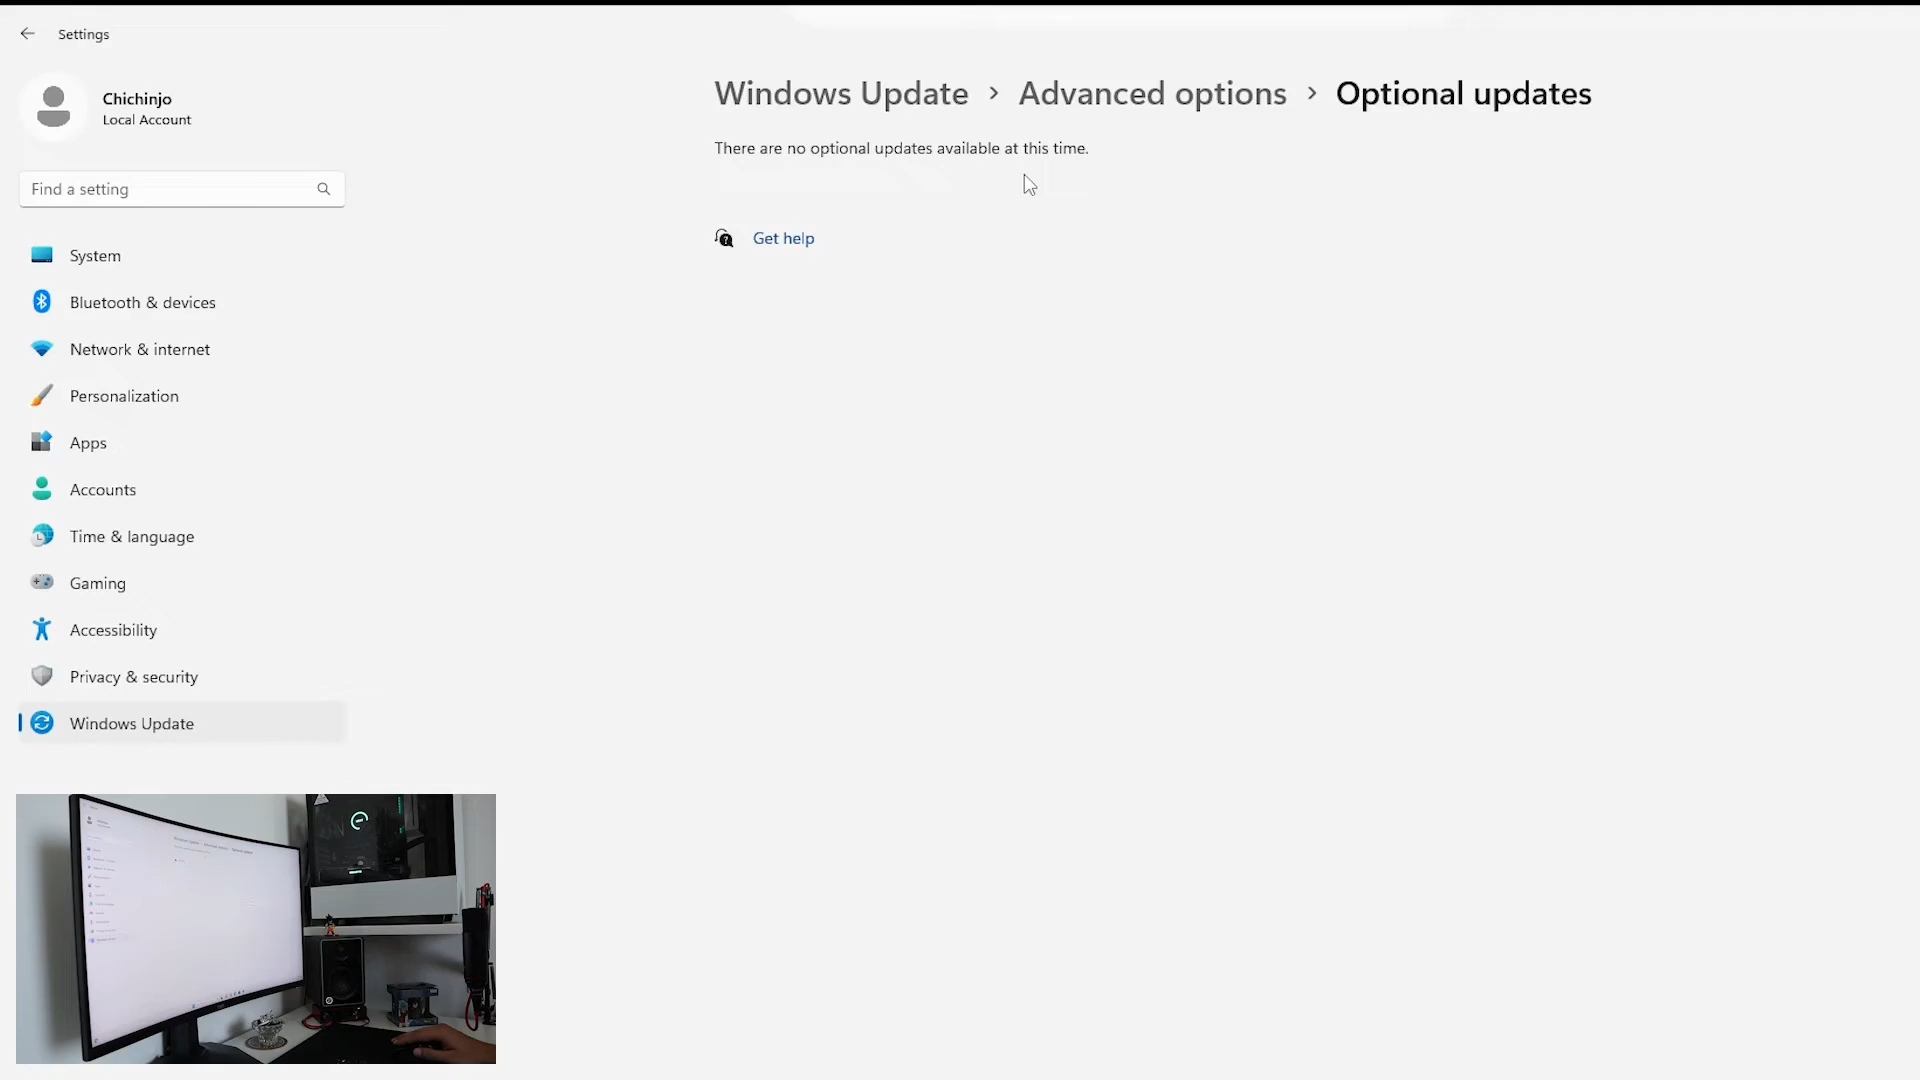 Settings
Chichinjo
Local Account
Find a setting
System
Bluetooth & devices
Network & internet
Personalization
Apps
Accounts
Time & language
Gaming
Accessibility
Privacy & security
Windows Update
Windows Update > Advanced options > Optional updates
There are no optional updates available at this time.
Get help